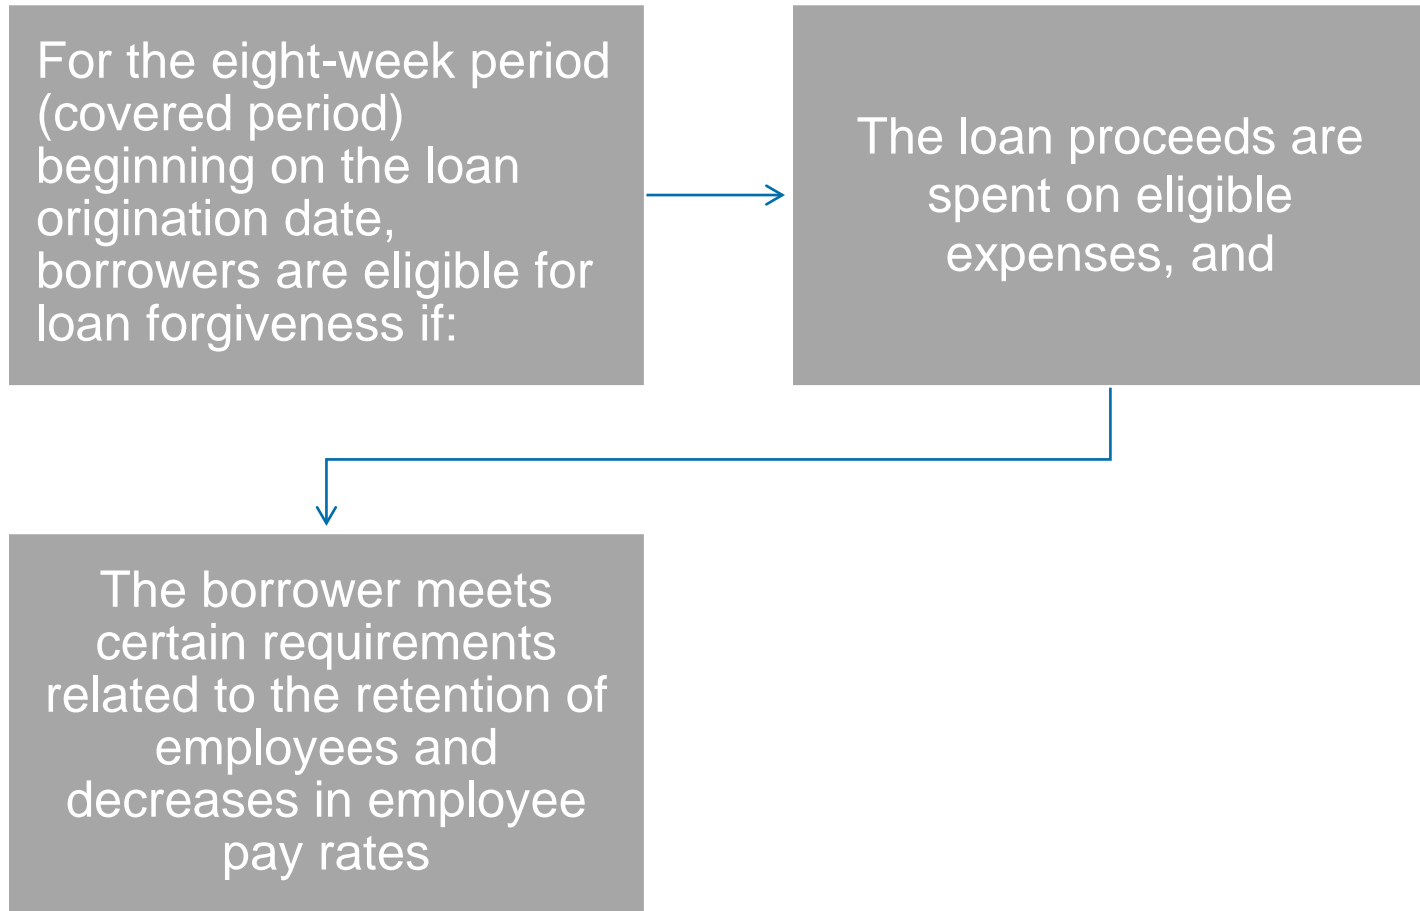 For the eight-week period
(covered period)
beginning on the loan
origination date,
borrowers are eligible for
loan forgiveness if:
The loan proceeds are
spent on eligible
expenses, and
The borrower meets
certain requirements
related to the retention of
employees and
decreases in employee
pay rates